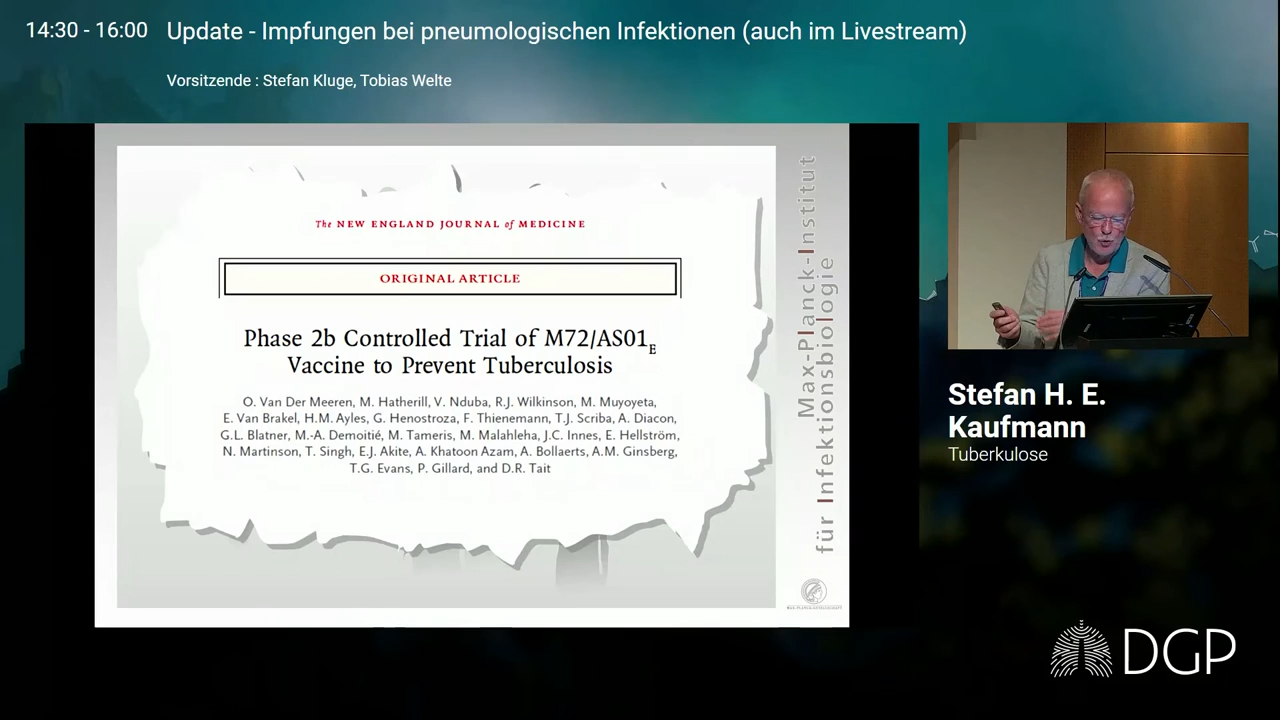 14:30 - 16:00 Update - Impfungen bei pneumologischen Infektionen (auch im Livestream)
Vorsitzende : Stefan Kluge, Tobias Welte
The NEW ENGLAND JOURNAL of MEDICINE
ORIGINAL ARTICLE
Phase 2b Controlled Trial of M72/AS01E
Vaccine to Prevent Tuberculosis
O. Van Der Meeren, M. Hatherill, V. Nduba, R.J. Wilkinson, M. Muyoyeta,
E. Van Brakel, H.M. Ayles, G. Henostroza, F. Thienemann, T.J. Scriba, A. Diacon,
G.L. Blatner, M.-A. Demoitié, M. Tameris, M. Malahleha, J.C. Innes, E. Hellström,
N. Martinson, T. Singh, E.J. Akite, A. Khatoon Azam, A. Bollaerts, A.M. Ginsberg,
T.G. Evans, P. Gillard, and D.R. Tait
Max-Planck-Institut
für Infektionsbiologie
MAX-PLANCK-GESELLSCHAFT
Stefan H. E.
Kaufmann
Tuberkulose
DGP